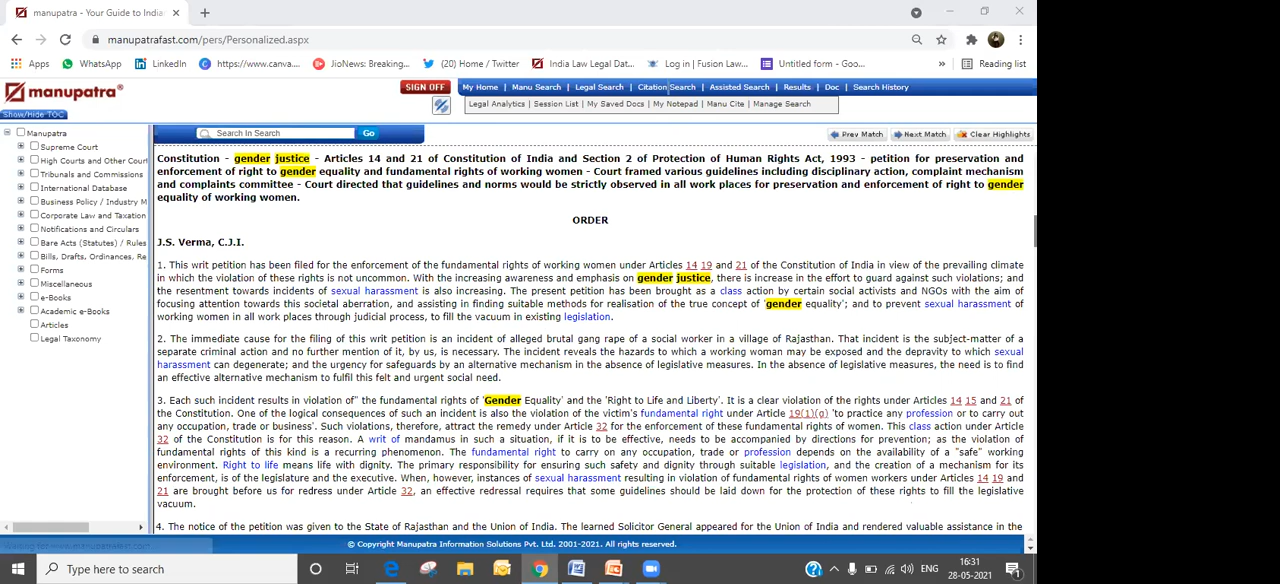 manupatra - Your Guide to India
manupatrafast.com/pers/Personalized.aspx
Apps WhatsApp LinkedIn https://www.canva.... JioNews: Breaking... (20) Home / Twitter India Law Legal Dat... Log in | Fusion Law... Untitled form - Goo... » Reading list
manupatra® SIGN OFF My Home | Manu Search | Legal Search | Citation Search | Assisted Search | Results | Doc | Search History
Legal Analytics | Session List | My Saved Docs | My Notepad | Manu Cite | Manage Search
Show/Hide TOC
Search In Search Go Prev Match Next Match Clear Highlights
Manupatra
Supreme Court
High Courts and Other Court
Tribunals and Commissions
International Database
Business Policy / Industry M
Corporate Law and Taxation
Notifications and Circulars
Bare Acts (Statutes) / Rules
Bills, Drafts, Ordinances, Re
Forms
Miscellaneous
e-Books
Academic e-Books
Articles
Legal Taxonomy
Constitution - gender justice - Articles 14 and 21 of Constitution of India and Section 2 of Protection of Human Rights Act, 1993 - petition for preservation and
enforcement of right to gender equality and fundamental rights of working women - Court framed various guidelines including disciplinary action, complaint mechanism
and complaints committee - Court directed that guidelines and norms would be strictly observed in all work places for preservation and enforcement of right to gender
equality of working women.
ORDER
J.S. Verma, C.J.I.
1. This writ petition has been filed for the enforcement of the fundamental rights of working women under Articles 14 19 and 21 of the Constitution of India in view of the prevailing climate
in which the violation of these rights is not uncommon. With the increasing awareness and emphasis on gender justice, there is increase in the effort to guard against such violations; and
the resentment towards incidents of sexual harassment is also increasing. The present petition has been brought as a class action by certain social activists and NGOs with the aim of
focusing attention towards this societal aberration, and assisting in finding suitable methods for realisation of the true concept of 'gender equality'; and to prevent sexual harassment of
working women in all work places through judicial process, to fill the vacuum in existing legislation.
2. The immediate cause for the filing of this writ petition is an incident of alleged brutal gang rape of a social worker in a village of Rajasthan. That incident is the subject-matter of a
separate criminal action and no further mention of it, by us, is necessary. The incident reveals the hazards to which a working woman may be exposed and the depravity to which sexual
harassment can degenerate; and the urgency for safeguards by an alternative mechanism in the absence of legislative measures. In the absence of legislative measures, the need is to find
an effective alternative mechanism to fulfil this felt and urgent social need.
3. Each such incident results in violation of" the fundamental rights of 'Gender Equality' and the 'Right to Life and Liberty'. It is a clear violation of the rights under Articles 14 15 and 21 of
the Constitution. One of the logical consequences of such an incident is also the violation of the victim's fundamental right under Article 19(1)(g) 'to practice any profession or to carry out
any occupation, trade or business'. Such violations, therefore, attract the remedy under Article 32 for the enforcement of these fundamental rights of women. This class action under Article
32 of the Constitution is for this reason. A writ of mandamus in such a situation, if it is to be effective, needs to be accompanied by directions for prevention; as the violation of
fundamental rights of this kind is a recurring phenomenon. The fundamental right to carry on any occupation, trade or profession depends on the availability of a "safe" working
environment. Right to life means life with dignity. The primary responsibility for ensuring such safety and dignity through suitable legislation, and the creation of a mechanism for its
enforcement, is of the legislature and the executive. When, however, instances of sexual harassment resulting in violation of fundamental rights of women workers under Articles 14 19 and
21 are brought before us for redress under Article 32, an effective redressal requires that some guidelines should be laid down for the protection of these rights to fill the legislative
vacuum.
4. The notice of the petition was given to the State of Rajasthan and the Union of India. The learned Solicitor General appeared for the Union of India and rendered valuable assistance in the
Waiting for www.manupatrafast.com...
© Copyright Manupatra Information Solutions Pvt. Ltd. 2001-2021. All rights reserved.
Type here to search ENG 16:31
28-05-2021